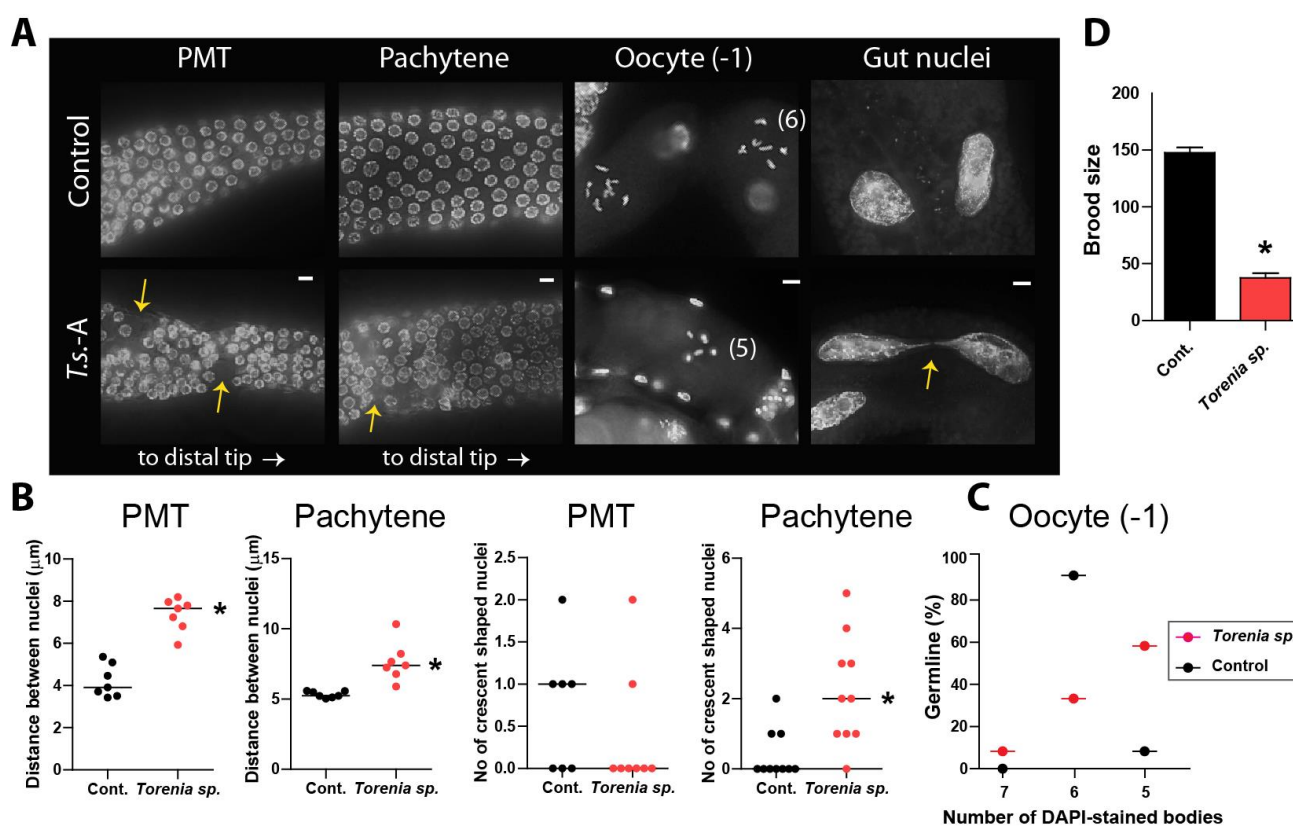 A
PMT Pachytene Oocyte (-1) Gut nuclei
Control
(6)
T.s.-A
(5)
to distal tip → to distal tip →
D
Brood size
200
150
100
50
0
*
Cont. Torenia sp.
B
PMT
Distance between nuclei (μm)
10
8
6
4
2
0
*
Cont. Torenia sp.
Pachytene
Distance between nuclei (μm)
15
10
5
0
*
Cont. Torenia sp.
PMT
No of crescent shaped nuclei
2.5
2.0
1.5
1.0
0.5
0.0
Cont. Torenia sp.
Pachytene
No of crescent shaped nuclei
6
4
2
0
*
Cont. Torenia sp.
C
Oocyte (-1)
Germline (%)
100
80
60
40
20
0
7 6 5
Number of DAPI-stained bodies
Torenia sp
Control